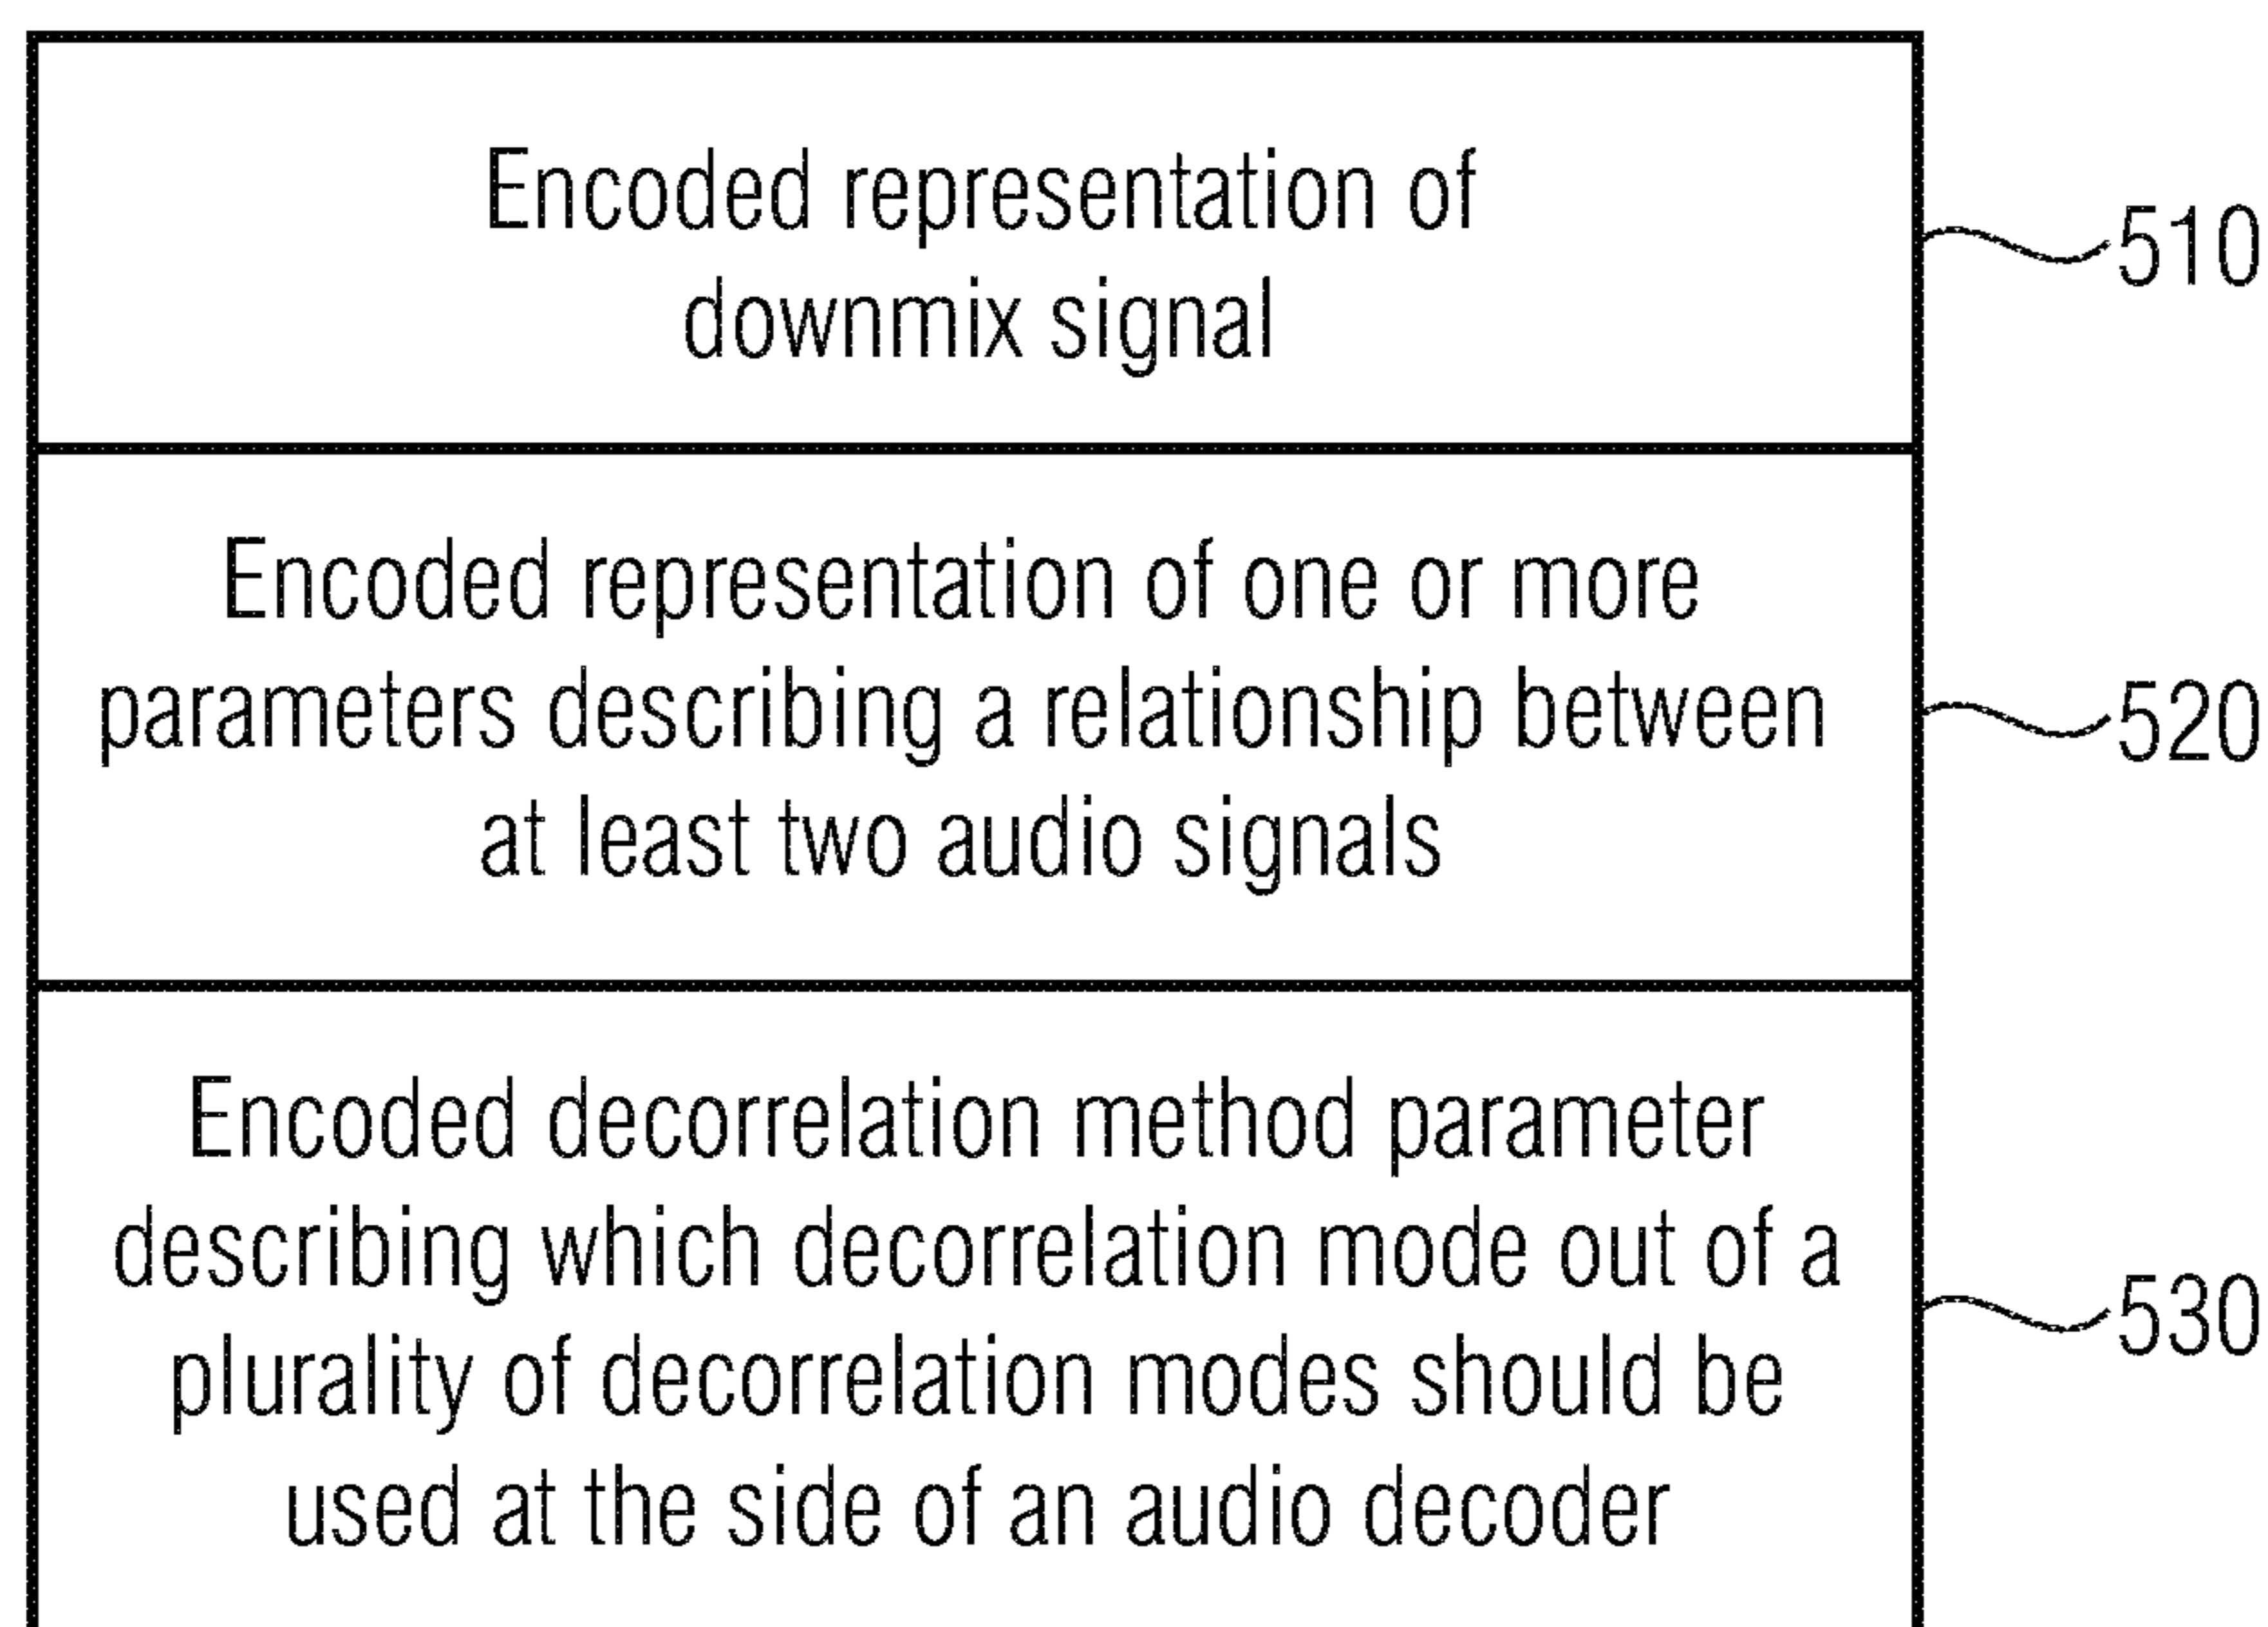 Encoded representation of
downmix signal
510
Encoded representation of one or more
parameters describing a relationship between
at least two audio signals
520
Encoded decorrelation method parameter
describing which decorrelation mode out of a
plurality of decorrelation modes should be
used at the side of an audio decoder
530